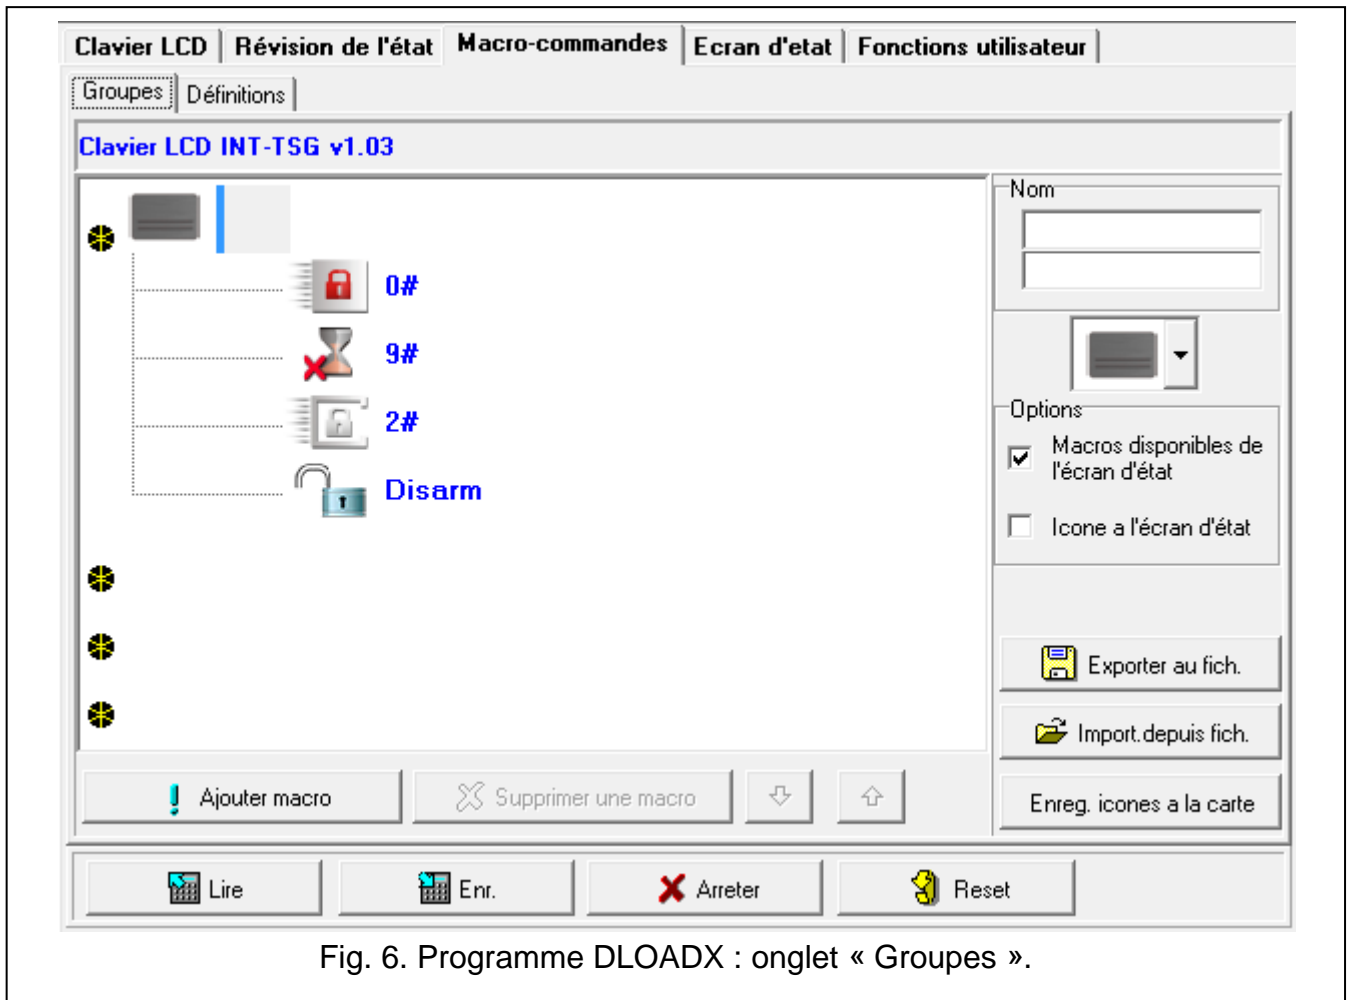 Clavier LCD Révision de l'état Macro-commandes Ecran d'etat Fonctions utilisateur
Groupes Définitions
Clavier LCD INT-TSG v1.03
0#
9#
2#
Disarm
Nom
Options
Macros disponibles de
l'écran d'état
Icone a l'écran d'état
Exporter au fich.
Import.depuis fich.
Enreg. icones a la carte
Ajouter macro Supprimer une macro
Lire Enr. Arreter Reset
Fig. 6. Programme DLOADX : onglet « Groupes ».